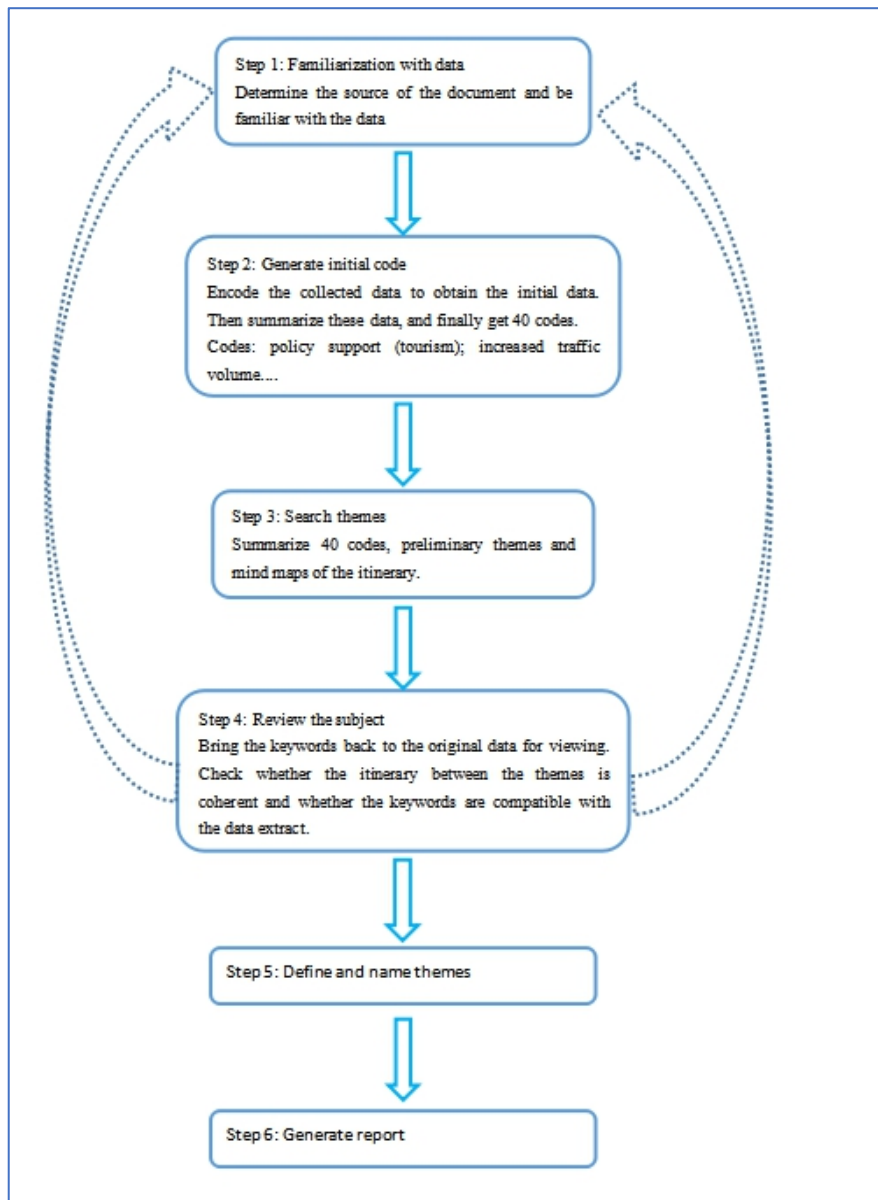 Step 1: Familiarization with data
Determine the source of the document and be
familiar with the data
Step 2: Generate initial code
Encode the collected data to obtain the initial data.
Then summarize these data, and finally get 40 codes.
Codes: policy support (tourism); increased traffic
volume....
Step 3: Search themes
Summarize 40 codes, preliminary themes and
mind maps of the itinerary.
Step 4: Review the subject
Bring the keywords back to the original data for viewing.
Check whether the itinerary between the themes is
coherent and whether the keywords are compatible with
the data extract.
Step 5: Define and name themes
Step 6: Generate report